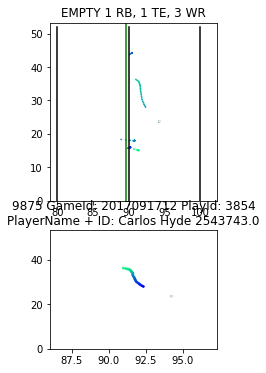 EMPTY 1 RB, 1 TE, 3 WR
50
40
30
20
10
0
80 85 90 95 100
9875 GameId: 2017091712 PlayId: 3854
PlayerName + ID: Carlos Hyde 2543743.0
40
20
0
87.5 90.0 92.5 95.0